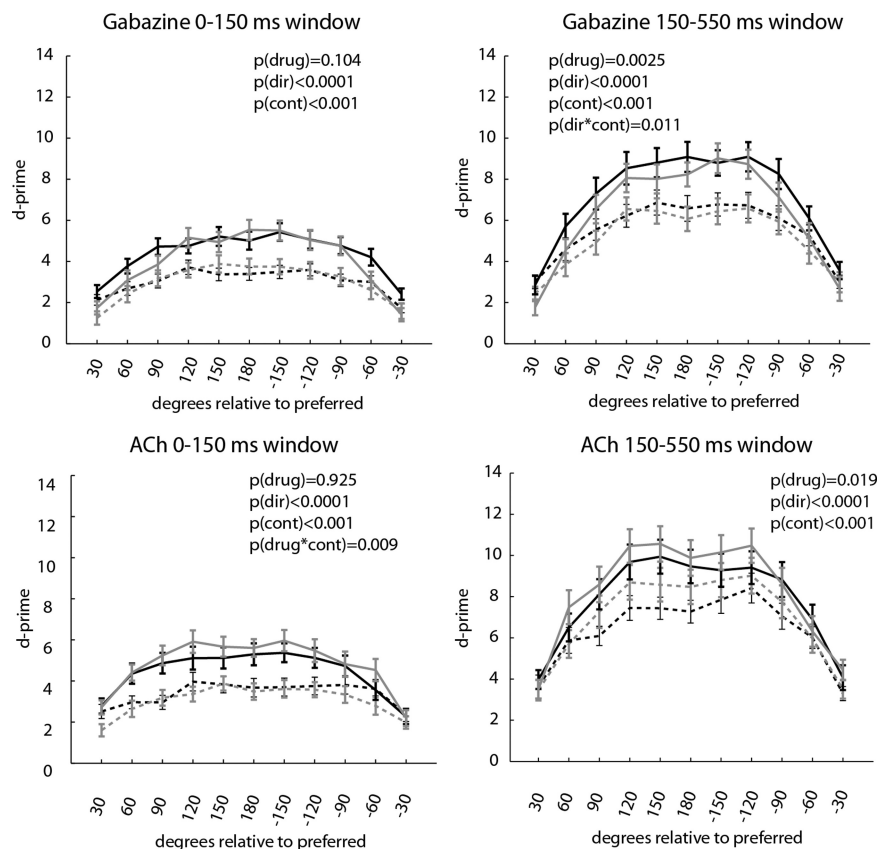 Gabazine 0-150 ms window
p(drug)=0.104
p(dir)<0.0001
p(cont)<0.001
14
12
10
8
6
4
2
0
d-prime
30
60
90
120
150
180
-150
-120
-90
-60
-30
degrees relative to preferred
Gabazine 150-550 ms window
p(drug)=0.0025
p(dir)<0.0001
p(cont)<0.001
p(dir*cont)=0.011
14
12
10
8
6
4
2
0
d-prime
30
60
90
120
150
180
-150
-120
-90
-60
-30
degrees relative to preferred
ACh 0-150 ms window
p(drug)=0.925
p(dir)<0.0001
p(cont)<0.001
p(drug*cont)=0.009
14
12
10
8
6
4
2
0
d-prime
30
60
90
120
150
180
-150
-120
-90
-60
-30
degrees relative to preferred
ACh 150-550 ms window
p(drug)=0.019
p(dir)<0.0001
p(cont)<0.001
14
12
10
8
6
4
2
0
d-prime
30
60
90
120
150
180
-150
-120
-90
-60
-30
degrees relative to preferred